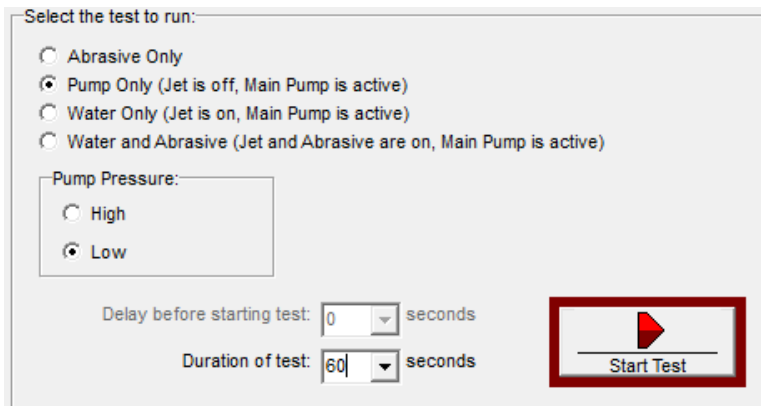 Select the test to run:
Abrasive Only
Pump Only (Jet is off, Main Pump is active)
Water Only (Jet is on, Main Pump is active)
Water and Abrasive (Jet and Abrasive are on, Main Pump is active)
Pump Pressure:
High
Low
Delay before starting test: 0 seconds
Duration of test: 60 seconds
Start Test